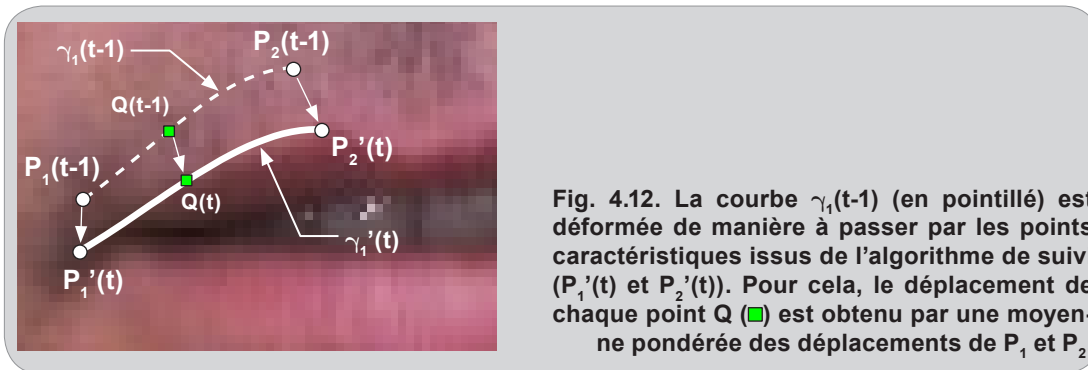 γ₁(t-1)
P₂(t-1)
Q(t-1)
P₂'(t)
P₁(t-1)
Q(t)
γ₁'(t)
P₁'(t)
Fig. 4.12. La courbe γ₁(t-1) (en pointillé) est
déformée de manière à passer par les points
caractéristiques issus de l'algorithme de suivi
(P₁'(t) et P₂'(t)). Pour cela, le déplacement de
chaque point Q (■) est obtenu par une moyen-
ne pondérée des déplacements de P₁ et P₂